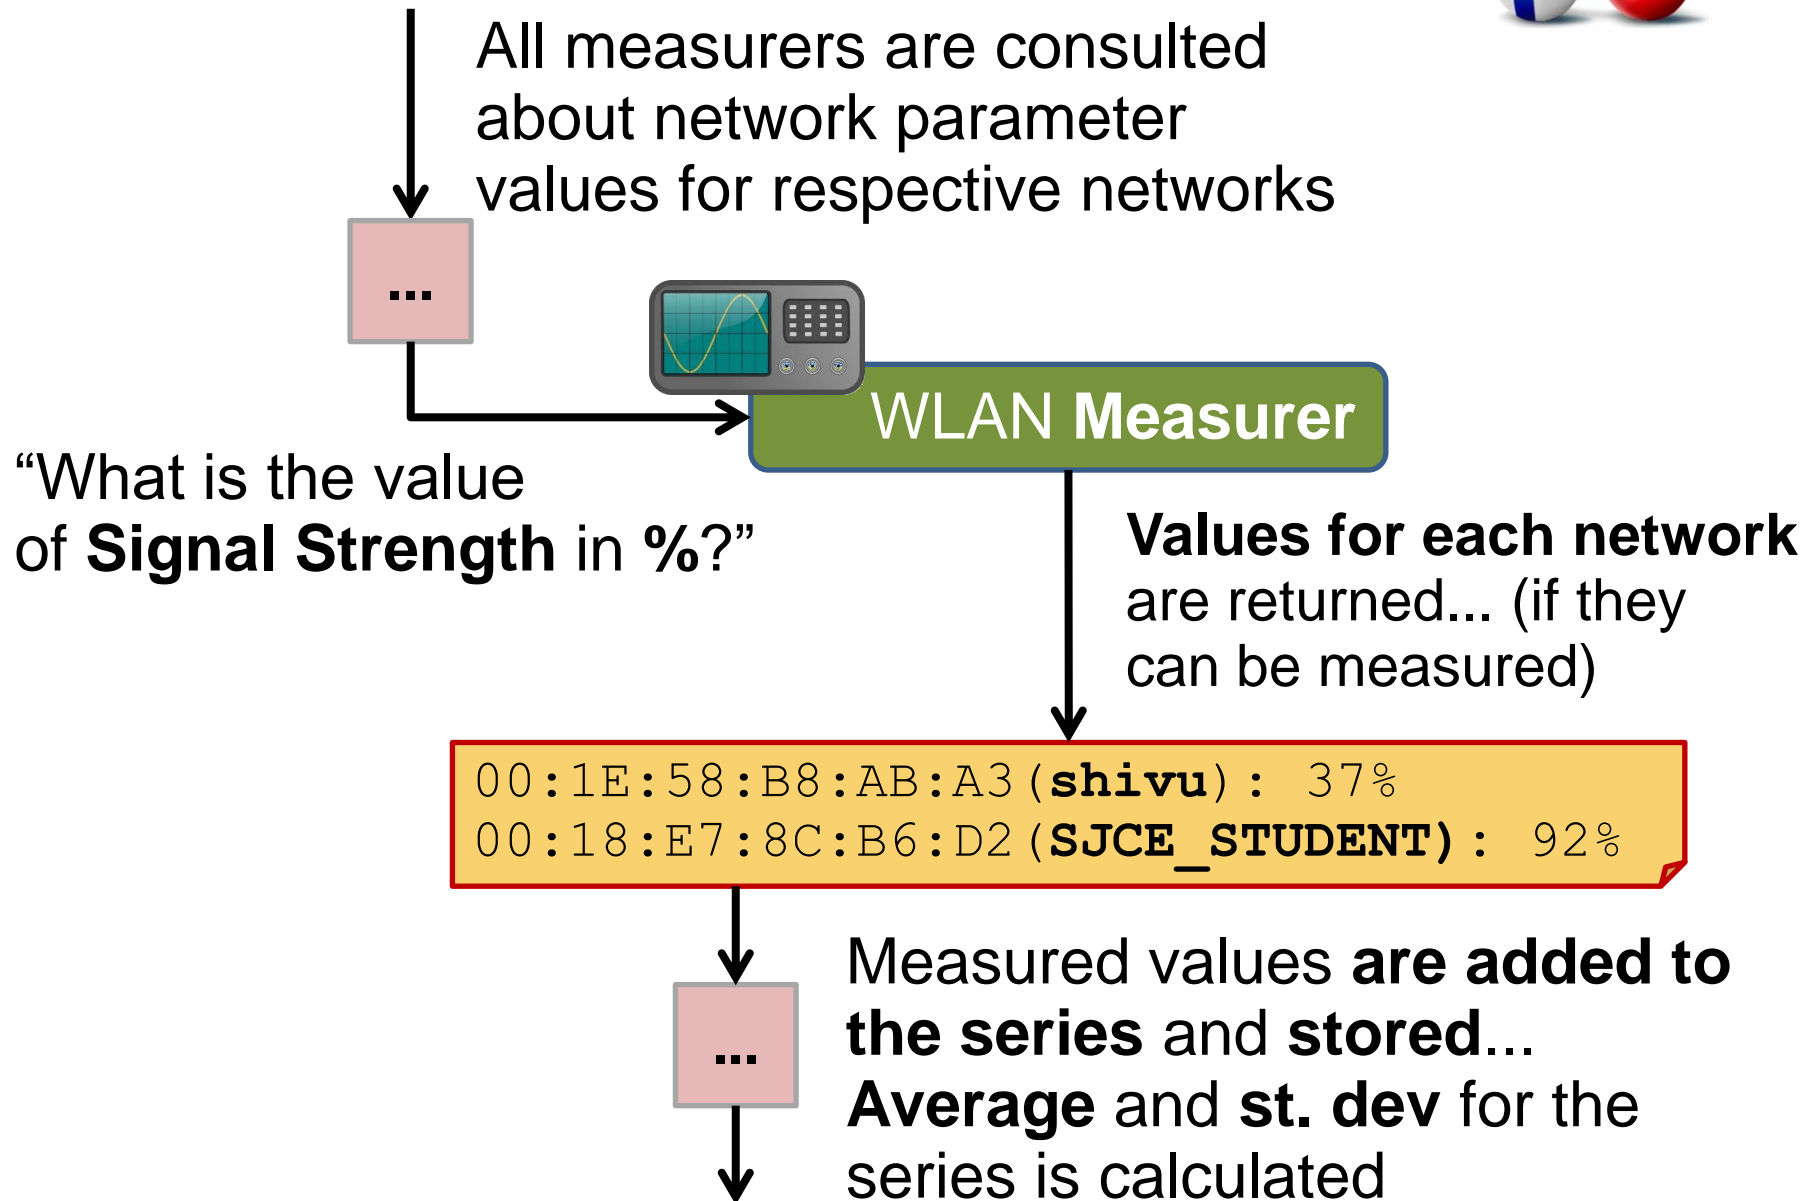 All measurers are consulted
about network parameter
values for respective networks
...
WLAN Measurer
“What is the value
of Signal Strength in %?”
Values for each network
are returned... (if they
can be measured)
00:1E:58:B8:AB:A3(shivu): 37%
00:18:E7:8C:B6:D2(SJCE_STUDENT): 92%
...
Measured values are added to
the series and stored...
Average and st. dev for the
series is calculated